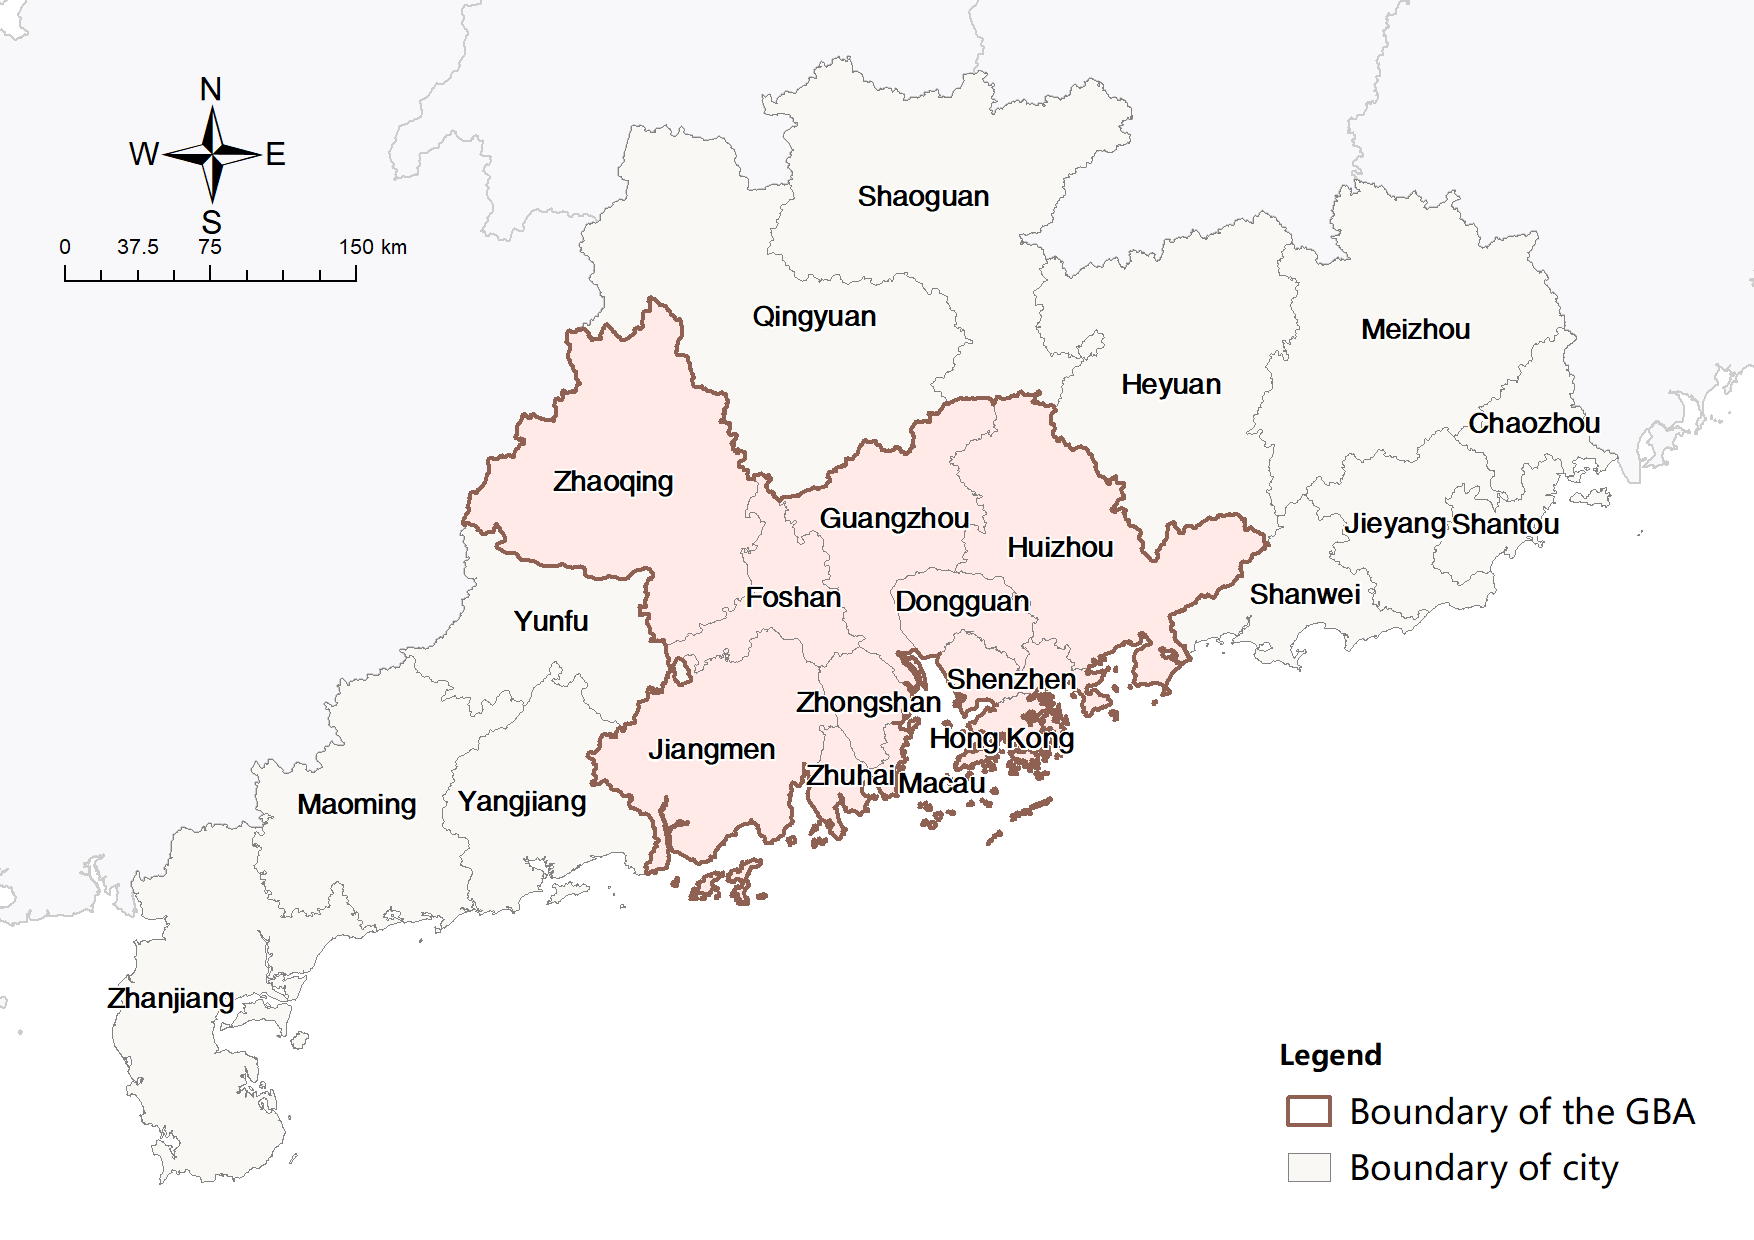 N
W E
S
0 37.5 75 150 km
Shaoguan
Qingyuan
Meizhou
Heyuan
Chaozhou
Zhaoqing
Guangzhou
Jieyang Shantou
Huizhou
Shanwei
Foshan
Dongguan
Yunfu
Shenzhen
Zhongshan
Hong Kong
Jiangmen
Zhuhai Macau
Maoming
Yangjiang
Zhanjiang
Legend
Boundary of the GBA
Boundary of city